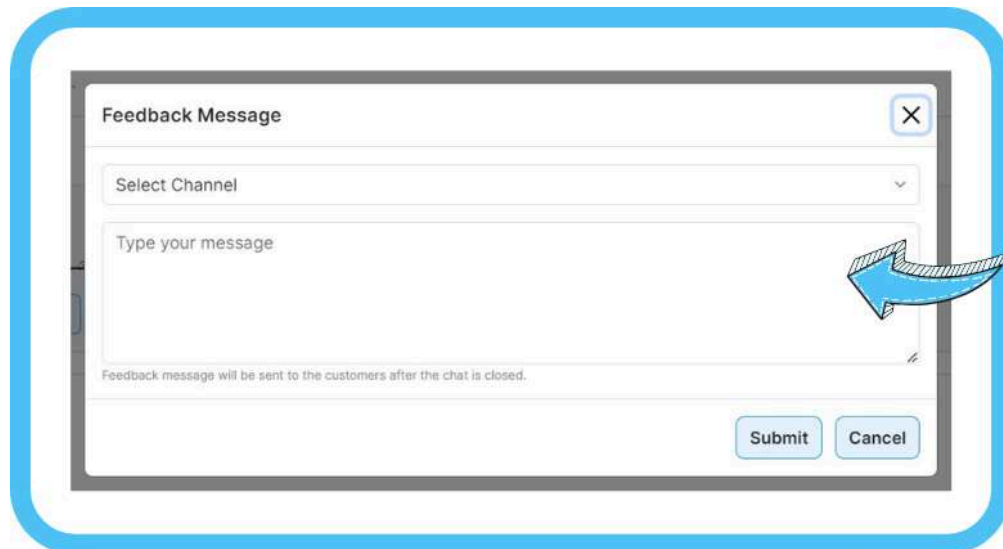 Feedback Message
Select Channel
Type your message
Feedback message will be sent to the customers after the chat is closed.
Submit Cancel